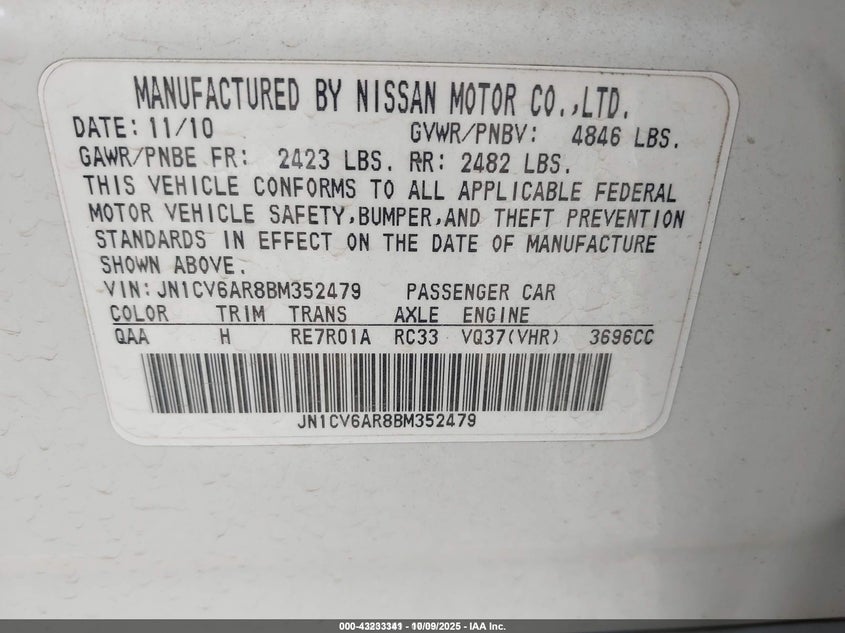 MANUFACTURED BY NISSAN MOTOR CO.,LTD.
DATE: 11/10 GVWR/PNBV: 4846 LBS.
GAWR/PNBE FR: 2423 LBS. RR: 2482 LBS.
THIS VEHICLE CONFORMS TO ALL APPLICABLE FEDERAL
MOTOR VEHICLE SAFETY,BUMPER,AND THEFT PREVENTION
STANDARDS IN EFFECT ON THE DATE OF MANUFACTURE
SHOWN ABOVE.
VIN: JN1CV6AR8BM352479 PASSENGER CAR
COLOR TRIM TRANS AXLE ENGINE
QAA H RE7R01A RC33 VQ37(VHR) 3696CC
JN1CV6AR8BM352479
000-43233341 - 10/09/2025 - IAA Inc.